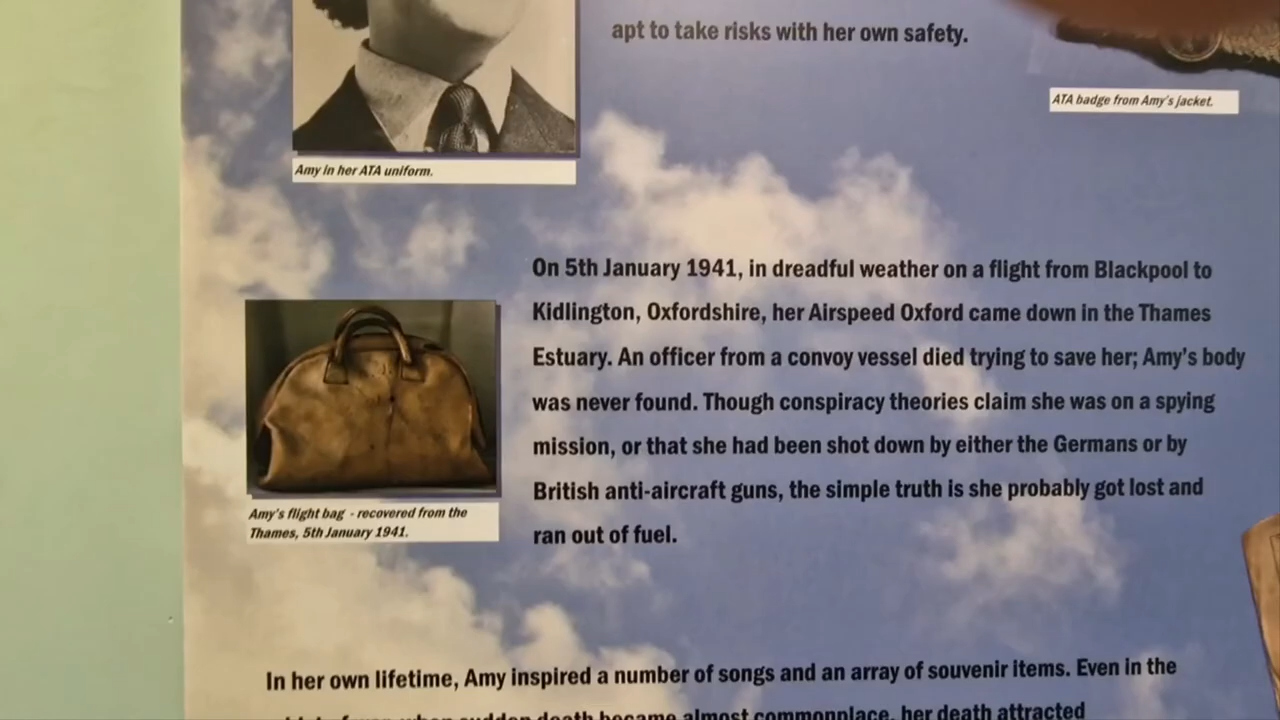 apt to take risks with her own safety.
ATA badge from Amy's jacket.
Amy in her ATA uniform.
On 5th January 1941, in dreadful weather on a flight from Blackpool to
Kidlington, Oxfordshire, her Airspeed Oxford came down in the Thames
Estuary. An officer from a convoy vessel died trying to save her; Amy's body
was never found. Though conspiracy theories claim she was on a spying
mission, or that she had been shot down by either the Germans or by
British anti-aircraft guns, the simple truth is she probably got lost and
ran out of fuel.
Amy's flight bag - recovered from the
Thames, 5th January 1941.
In her own lifetime, Amy inspired a number of songs and an array of souvenir items. Even in the
when sudden death became almost commonplace, her death attracted